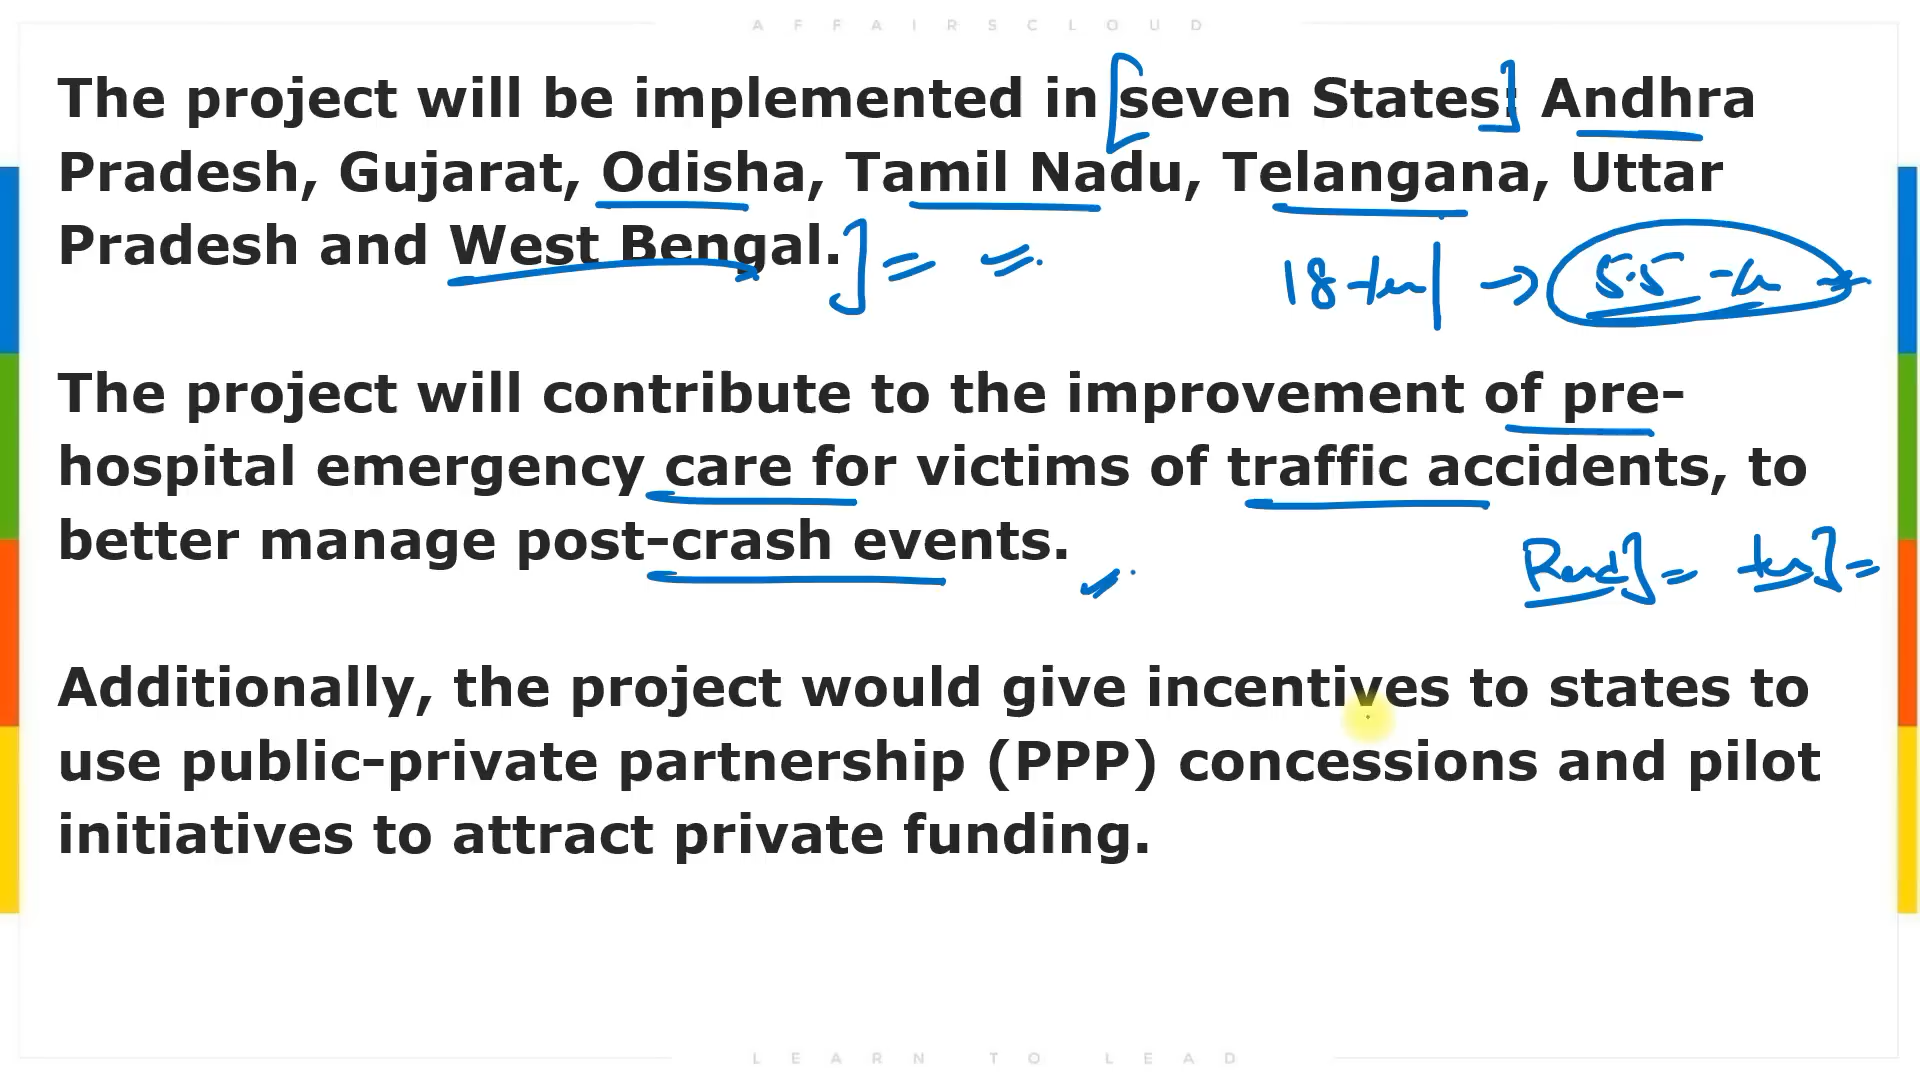 AFFAIRSCLOUD
The project will be implemented in seven States: Andhra
Pradesh, Gujarat, Odisha, Tamil Nadu, Telangana, Uttar
Pradesh and West Bengal.
18 5.5
The project will contribute to the improvement of pre-
hospital emergency care for victims of traffic accidents, to
better manage post-crash events.
Additionally, the project would give incentives to states to
use public-private partnership (PPP) concessions and pilot
initiatives to attract private funding.
LEARN TO LEAD